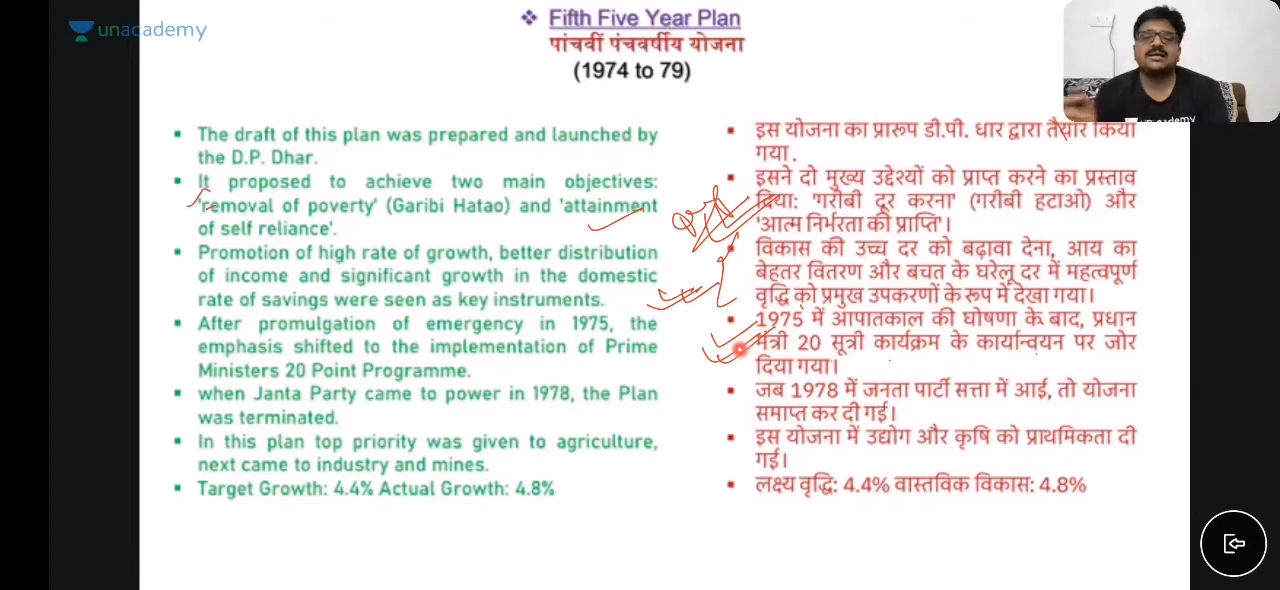 unacademy
❖ Fifth Five Year Plan
पांचवीं पंचवर्षीय योजना
(1974 to 79)
▪ The draft of this plan was prepared and launched by
the D.P. Dhar.
▪ It proposed to achieve two main objectives:
'removal of poverty' (Garibi Hatao) and 'attainment
of self reliance'.
▪ Promotion of high rate of growth, better distribution
of income and significant growth in the domestic
rate of savings were seen as key instruments.
▪ After promulgation of emergency in 1975, the
emphasis shifted to the implementation of Prime
Ministers 20 Point Programme.
▪ when Janta Party came to power in 1978, the Plan
was terminated.
▪ In this plan top priority was given to agriculture,
next came to industry and mines.
▪ Target Growth: 4.4% Actual Growth: 4.8%
▪ इस योजना का प्रारूप डी.पी. धार द्वारा तैयार किया
गया .
▪ इसने दो मुख्य उद्देश्यों को प्राप्त करने का प्रस्ताव
दिया: 'गरीबी दूर करना' (गरीबी हटाओ) और
'आत्म निर्भरता की प्राप्ति'।
▪ विकास की उच्च दर को बढ़ावा देना, आय का
बेहतर वितरण और बचत के घरेलू दर में महत्वपूर्ण
वृद्धि को प्रमुख उपकरणों के रूप में देखा गया।
▪ 1975 में आपातकाल की घोषणा के बाद, प्रधान
मंत्री 20 सूत्री कार्यक्रम के कार्यान्वयन पर जोर
दिया गया।
▪ जब 1978 में जनता पार्टी सत्ता में आई, तो योजना
समाप्त कर दी गई।
▪ इस योजना में उद्योग और कृषि को प्राथमिकता दी
गई।
▪ लक्ष्य वृद्धि: 4.4% वास्तविक विकास: 4.8%